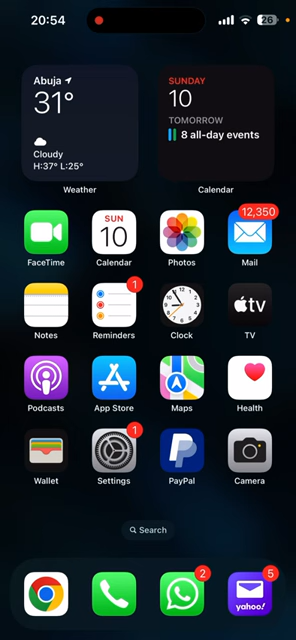 20:54
26
Abuja
31°
Cloudy
H:37° L:25°
Weather
SUNDAY
10
TOMORROW
8 all-day events
Calendar
FaceTime
SUN
10
Calendar
Photos
12,350
Mail
Notes
1
Reminders
Clock
tv
TV
Podcasts
App Store
Maps
Health
Wallet
1
Settings
PayPal
Camera
Search
2
5
yahoo!